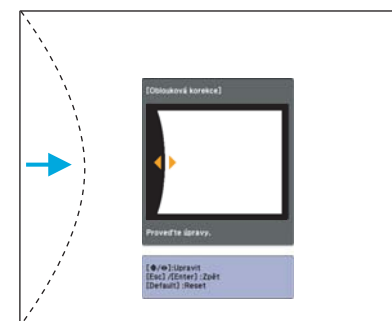 [Oblouková korekce]
Proveďte úpravy.
[⬧/⬌]:Upravit
[Esc] /[Enter] :Zpět
[Default] :Reset